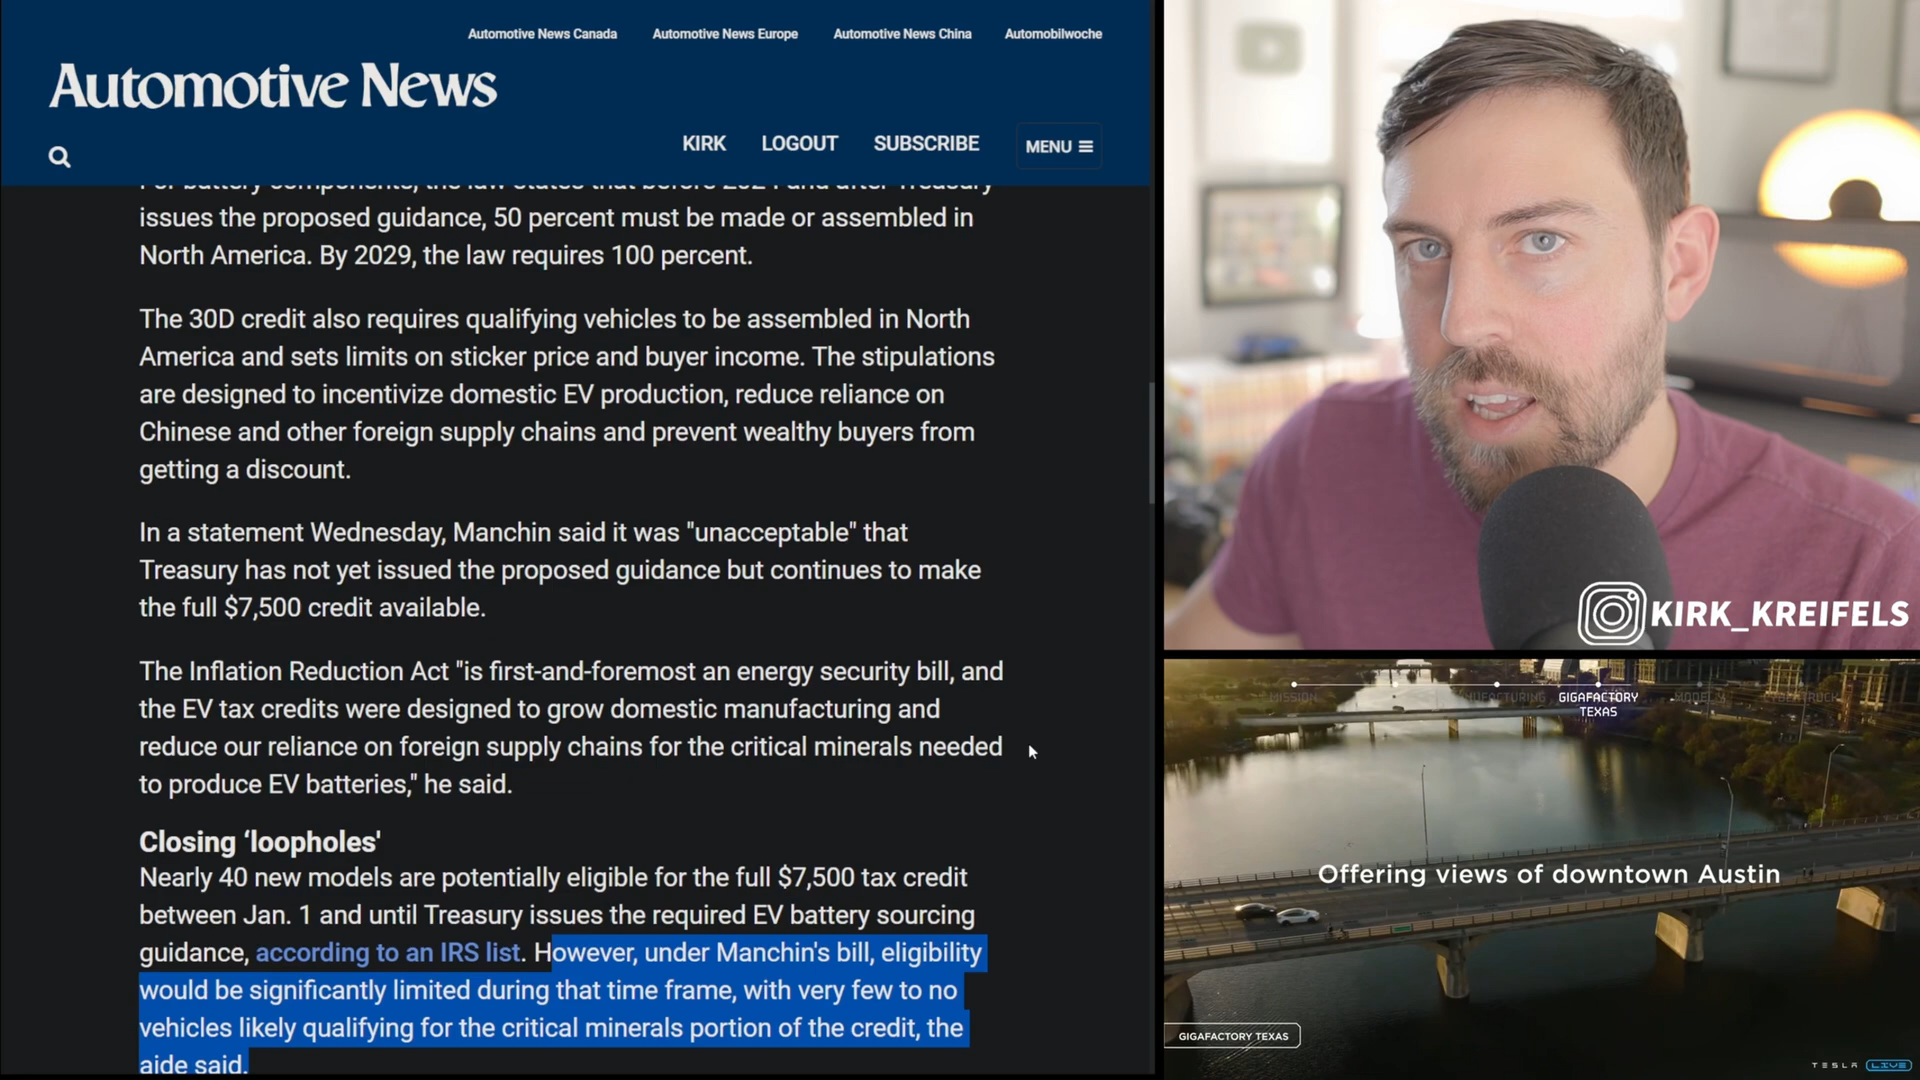 Automotive News Canada
Automotive News Europe
Automotive News China
Automobilwoche
Automotive News
KIRK
LOGOUT
SUBSCRIBE
MENU
For battery components, the law states that before 2024 and after Treasury
issues the proposed guidance, 50 percent must be made or assembled in
North America. By 2029, the law requires 100 percent.
The 30D credit also requires qualifying vehicles to be assembled in North
America and sets limits on sticker price and buyer income. The stipulations
are designed to incentivize domestic EV production, reduce reliance on
Chinese and other foreign supply chains and prevent wealthy buyers from
getting a discount.
In a statement Wednesday, Manchin said it was "unacceptable" that
Treasury has not yet issued the proposed guidance but continues to make
the full $7,500 credit available.
The Inflation Reduction Act "is first-and-foremost an energy security bill, and
the EV tax credits were designed to grow domestic manufacturing and
reduce our reliance on foreign supply chains for the critical minerals needed
to produce EV batteries," he said.
Closing ‘loopholes'
Nearly 40 new models are potentially eligible for the full $7,500 tax credit
between Jan. 1 and until Treasury issues the required EV battery sourcing
guidance, according to an IRS list. However, under Manchin's bill, eligibility
would be significantly limited during that time frame, with very few to no
vehicles likely qualifying for the critical minerals portion of the credit, the
aide said.
KIRK_KREIFELS
MISSION
GIGAFACTORY
TEXAS
Offering views of downtown Austin
GIGAFACTORY TEXAS
TESLA LIVE